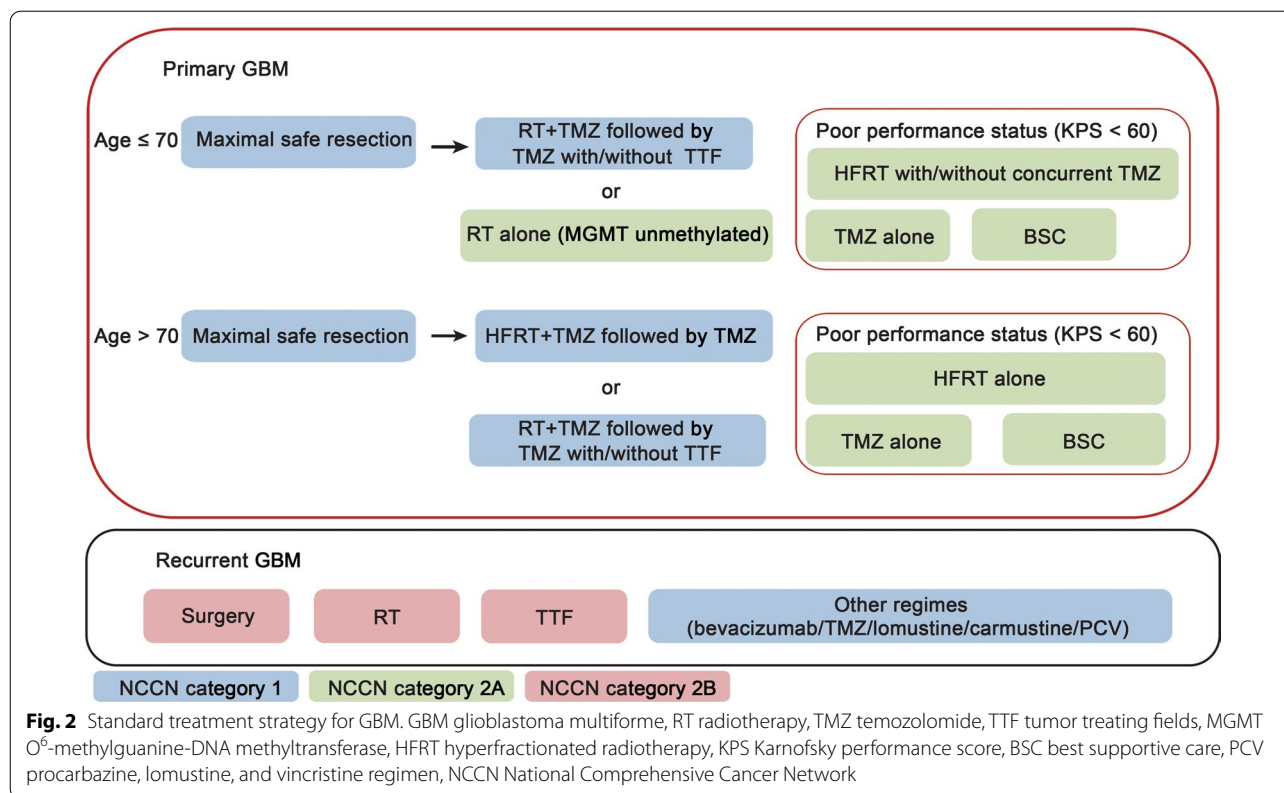 Primary GBM
Age ≤ 70
Maximal safe resection
RT+TMZ followed by
TMZ with/without TTF
or
RT alone (MGMT unmethylated)
Poor performance status (KPS < 60)
HFRT with/without concurrent TMZ
TMZ alone
BSC
Age > 70
Maximal safe resection
HFRT+TMZ followed by TMZ
or
RT+TMZ followed by
TMZ with/without TTF
Poor performance status (KPS < 60)
HFRT alone
TMZ alone
BSC
Recurrent GBM
Surgery
RT
TTF
Other regimes
(bevacizumab/TMZ/lomustine/carmustine/PCV)
NCCN category 1
NCCN category 2A
NCCN category 2B
Fig. 2 Standard treatment strategy for GBM. GBM glioblastoma multiforme, RT radiotherapy, TMZ temozolomide, TTF tumor treating fields, MGMT
O⁶-methylguanine-DNA methyltransferase, HFRT hyperfractionated radiotherapy, KPS Karnofsky performance score, BSC best supportive care, PCV
procarbazine, lomustine, and vincristine regimen, NCCN National Comprehensive Cancer Network